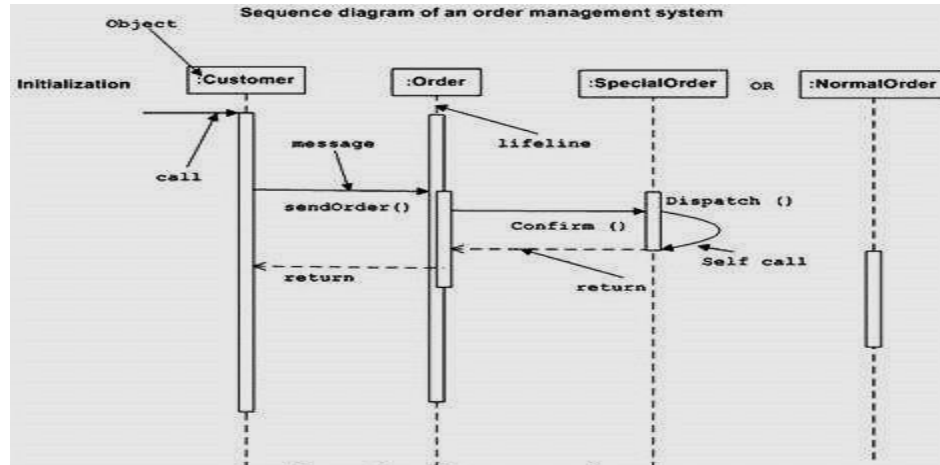 Sequence diagram of an order management system
Object
Initialization
:Customer
:Order
:SpecialOrder
OR
:NormalOrder
call
message
lifeline
sendOrder()
Dispatch ()
Confirm ()
Self call
return
return